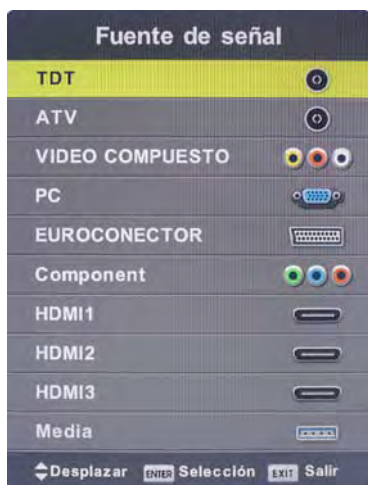 Fuente de señal
TDT
ATV
VIDEO COMPUESTO
PC
EUROCONECTOR
Component
HDMI1
HDMI2
HDMI3
Media
Desplazar ENTER Selección EXIT Salir